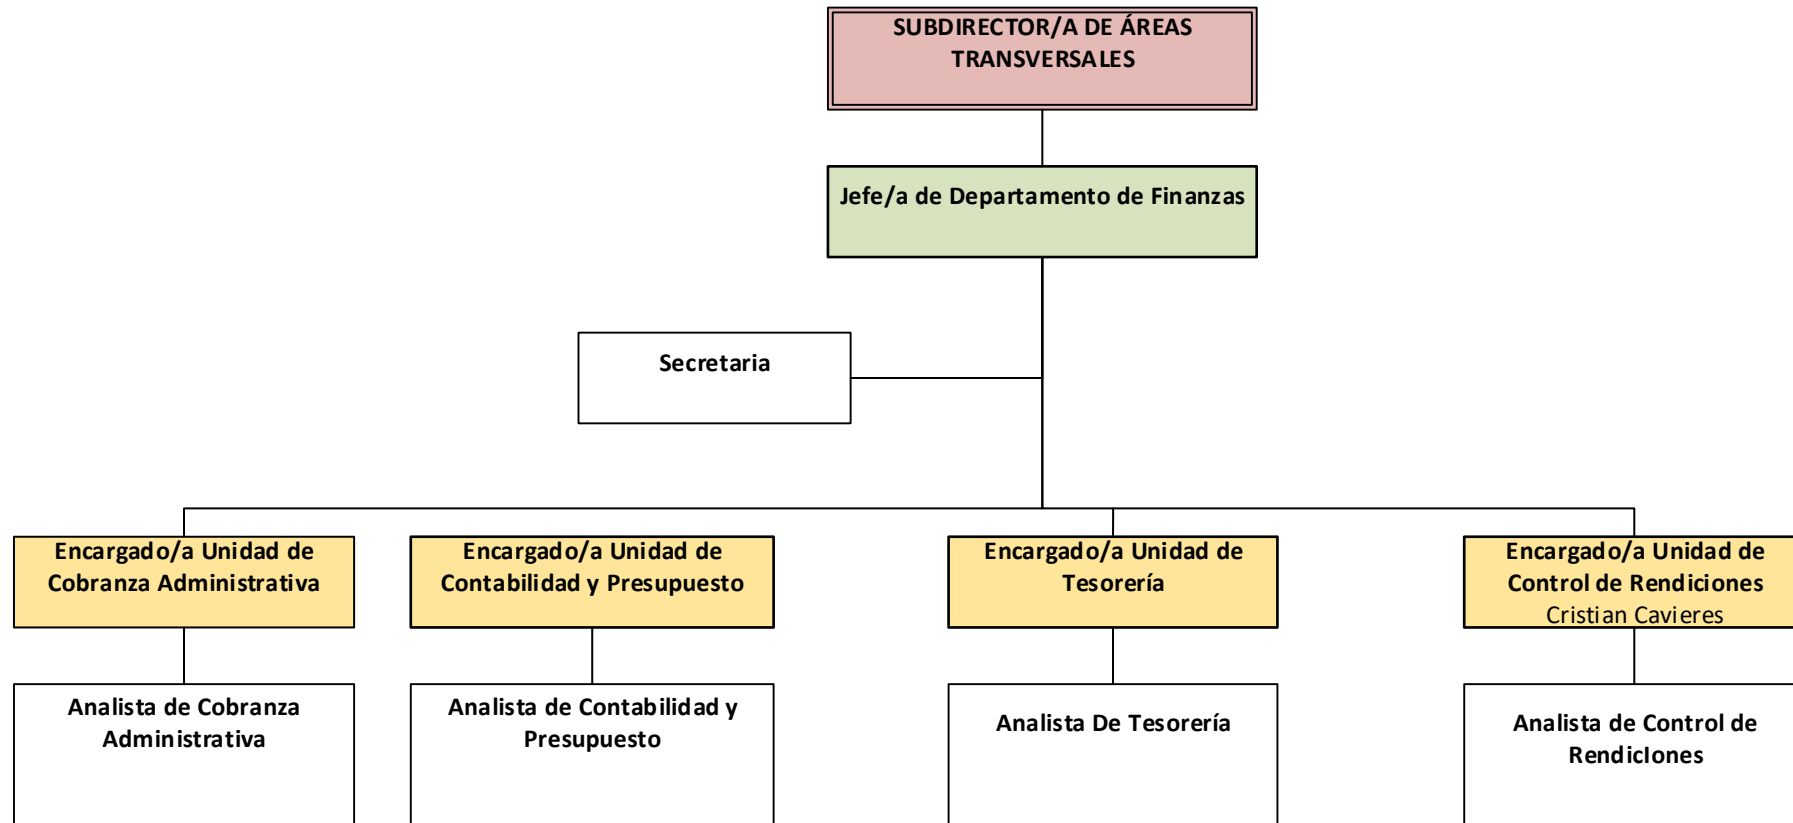 SUBDIRECTOR/A DE ÁREAS
TRANSVERSALES
Jefe/a de Departamento de Finanzas
Secretaria
Encargado/a Unidad de
Cobranza Administrativa
Encargado/a Unidad de
Contabilidad y Presupuesto
Encargado/a Unidad de
Tesorería
Encargado/a Unidad de
Control de Rendiciones
Cristian Cavieres
Analista de Cobranza
Administrativa
Analista de Contabilidad y
Presupuesto
Analista De Tesorería
Analista de Control de
RendicIones